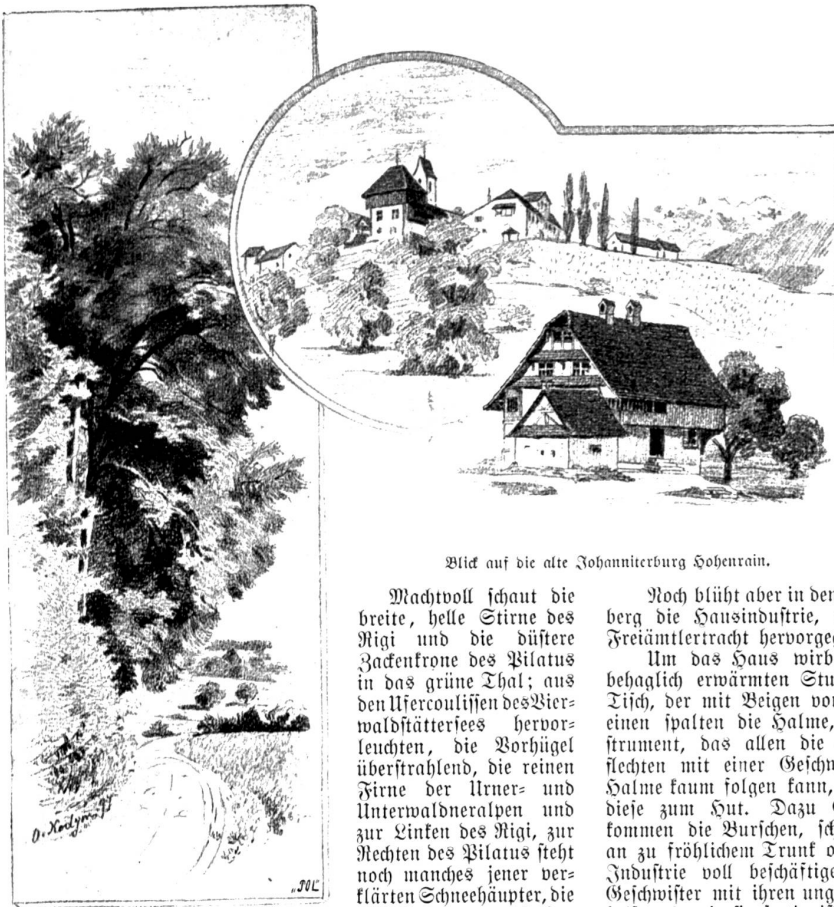 Blick auf die alte Johanniterburg Hohenrain.
Machtvoll schaut die
breite, helle Stirne des
Rigi und die düstere
Zackenkrone des Pilatus
in das grüne Thal; aus
den Ufercoulissen des Vier-
waldstättersees hervor-
leuchten, die Vorhügel
überstrahlend, die reinen
Firne der Urner- und
Unterwaldneralpen und
zur Linken des Rigi, zur
Rechten des Pilatus steht
noch manches jener ver-
klärten Schneehäupter, die
Noch blüht aber in den
berg die Hausindustrie,
Freiämtlertracht hervorge
Um das Haus wirb
behaglich erwärmten Stu
Tisch, der mit Beigen vo
einen spalten die Halme,
strument, das allen die
flechten mit einer Geschw
Halme kaum folgen kann,
diese zum Hut. Dazu
kommen die Burschen, sch
an zu fröhlichem Trunk o
Industrie voll beschäftige
Geschwister mit ihren ung